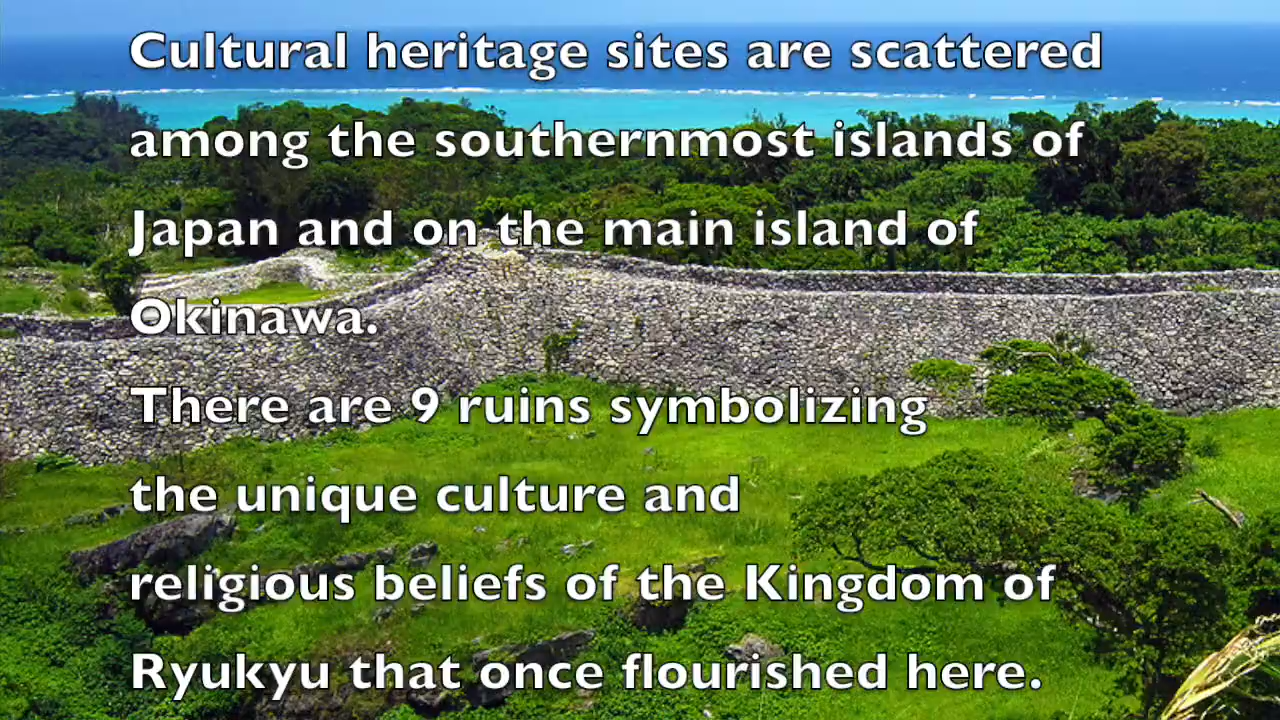 Cultural heritage sites are scattered
among the southernmost islands of
Japan and on the main island of
Okinawa.
There are 9 ruins symbolizing
the unique culture and
religious beliefs of the Kingdom of
Ryukyu that once flourished here.